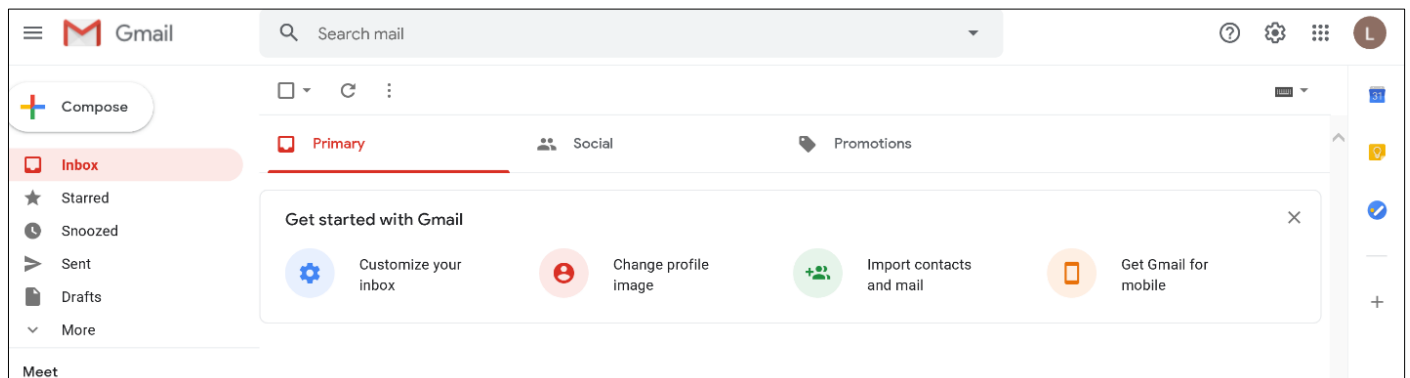 Gmail
Search mail
L
Compose
31
Primary
Social
Promotions
Inbox
Starred
Snoozed
Sent
Drafts
More
Meet
Get started with Gmail
Customize your
inbox
Change profile
image
Import contacts
and mail
Get Gmail for
mobile